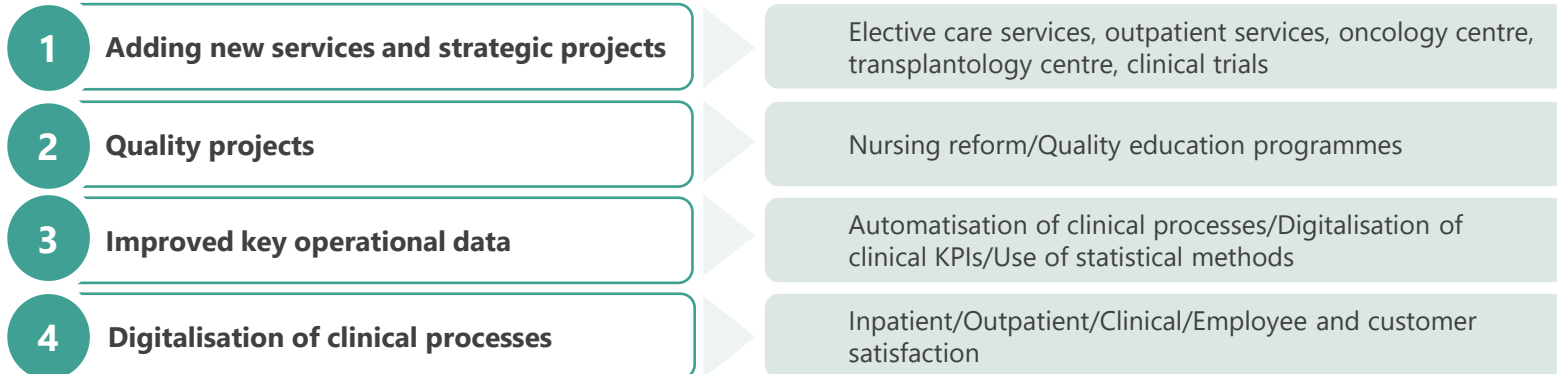 1
Adding new services and strategic projects
Elective care services, outpatient services, oncology centre,
transplantology centre, clinical trials
2
Quality projects
Nursing reform/Quality education programmes
3
Improved key operational data
Automatisation of clinical processes/Digitalisation of
clinical KPIs/Use of statistical methods
4
Digitalisation of clinical processes
Inpatient/Outpatient/Clinical/Employee and customer
satisfaction